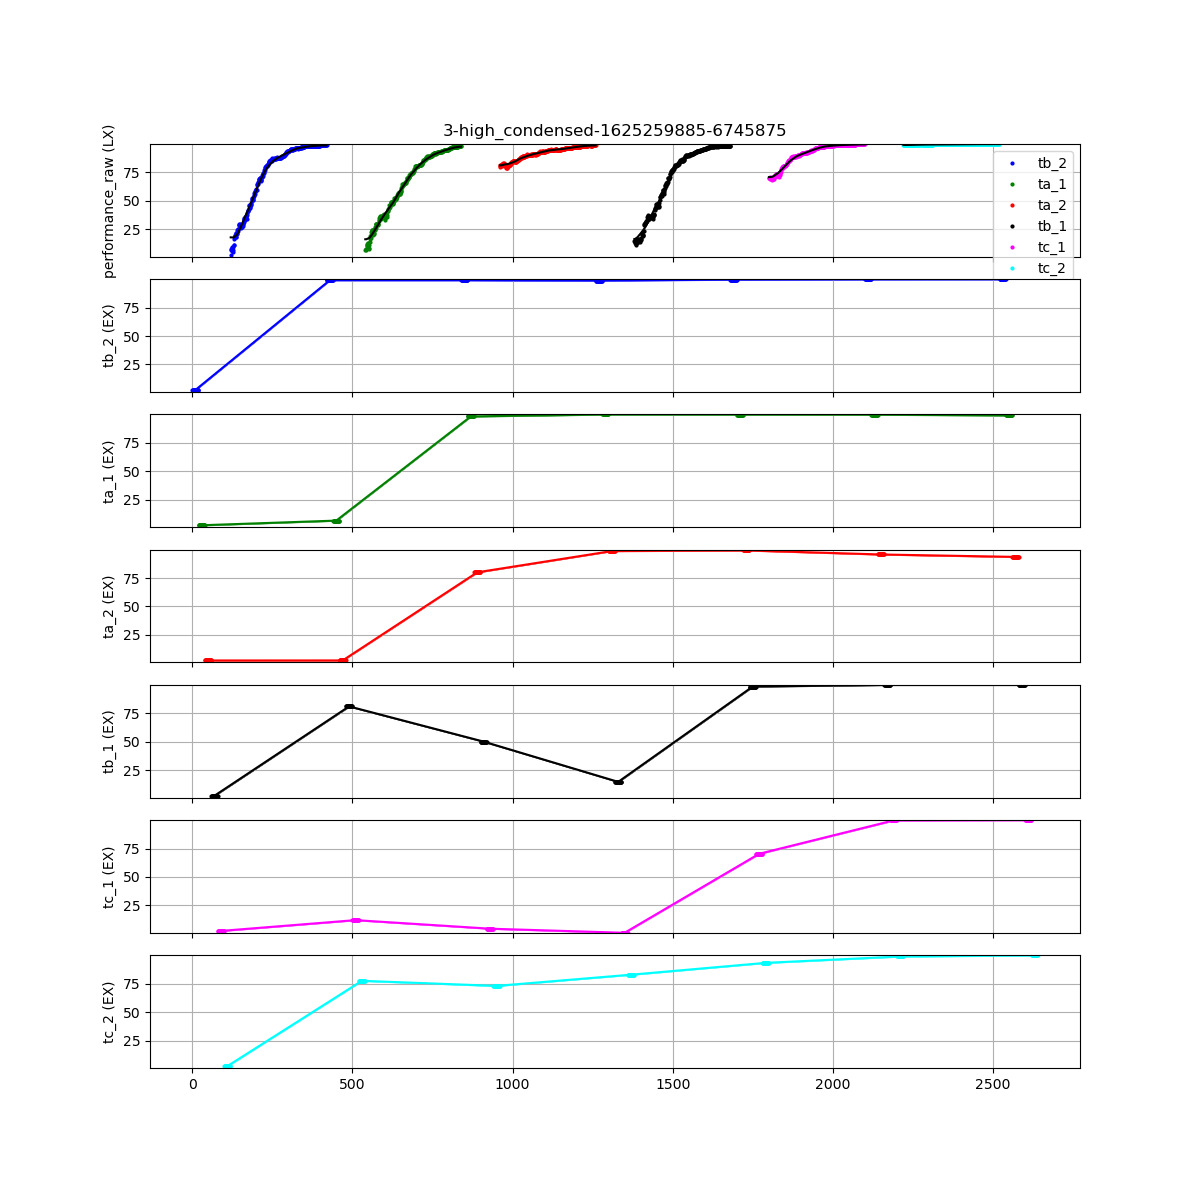 3-high_condensed-1625259885-6745875
performance_raw (LX)
75
50
25
tb_2
ta_1
ta_2
tb_1
tc_1
tc_2
tb_2 (EX)
75
50
25
ta_1 (EX)
75
50
25
ta_2 (EX)
75
50
25
tb_1 (EX)
75
50
25
tc_1 (EX)
75
50
25
tc_2 (EX)
75
50
25
0 500 1000 1500 2000 2500